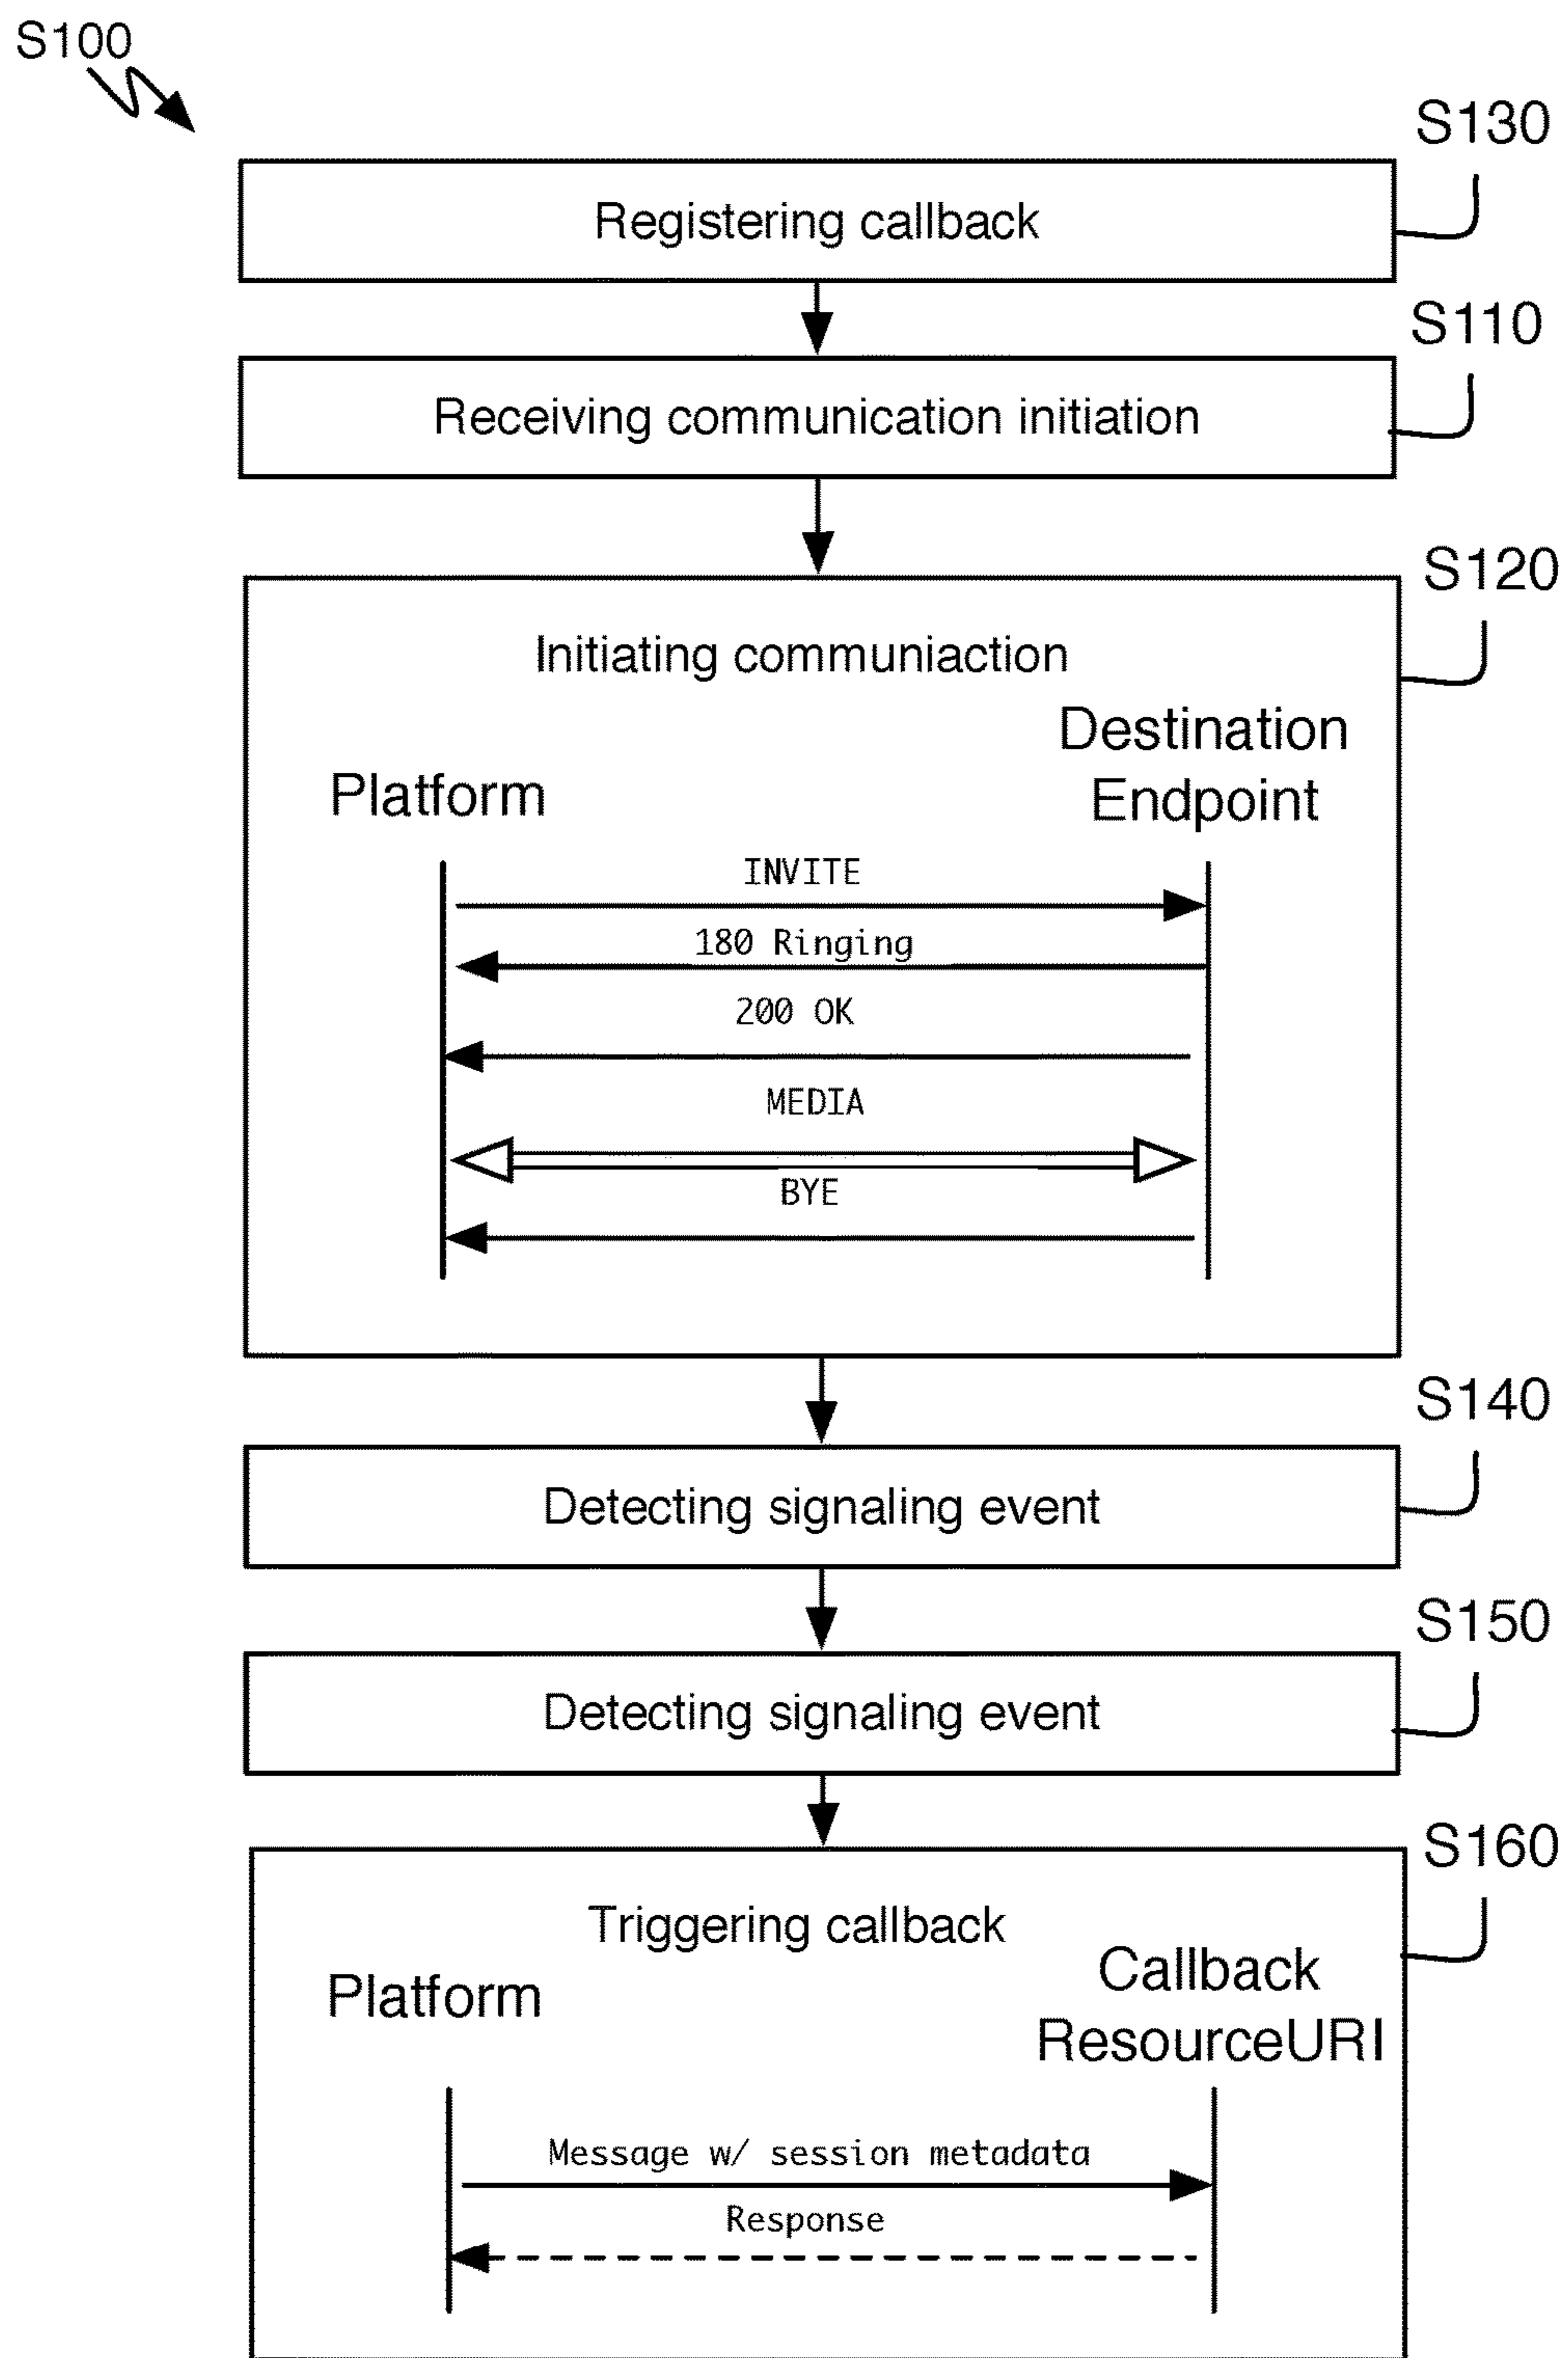 S100
S130
Registering callback
S110
Receiving communication initiation
S120
Initiating communiaction
Destination
Platform
Endpoint
INVITE
180 Ringing
200 OK
MEDIA
BYE
S140
Detecting signaling event
S150
Detecting signaling event
S160
Triggering callback
Callback
Platform
ResourceURI
Message w/ session metadata
Response